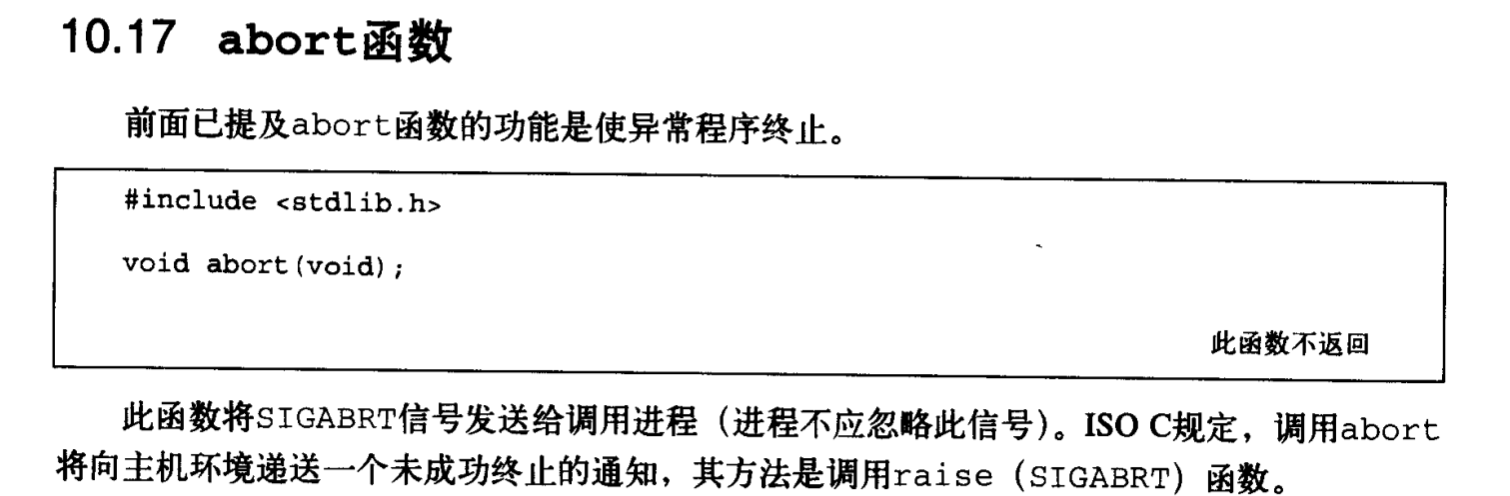 10.17 abort函数
前面已提及abort函数的功能是使异常程序终止。
#include <stdlib.h>
void abort(void);
此函数不返回
此函数将SIGABRT信号发送给调用进程（进程不应忽略此信号）。ISO C规定，调用abort
将向主机环境递送一个未成功终止的通知，其方法是调用raise（SIGABRT）函数。